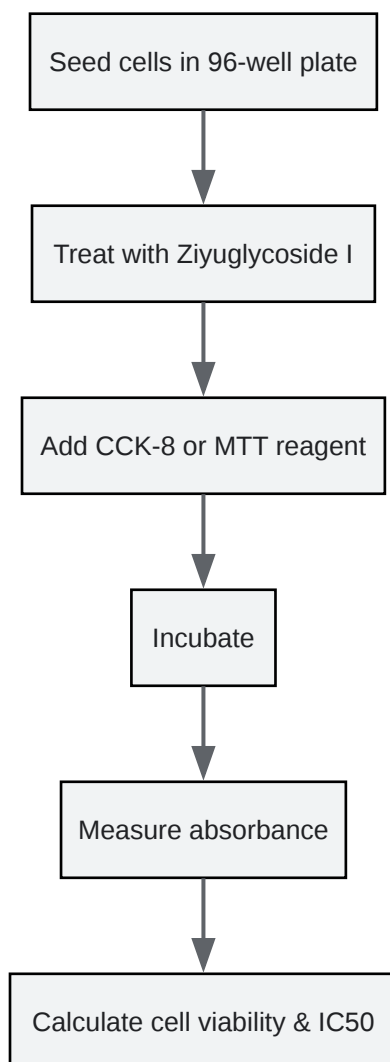 Seed cells in 96-well plate
Treat with Ziyuglycoside I
Add CCK-8 or MTT reagent
Incubate
Measure absorbance
Calculate cell viability & IC50